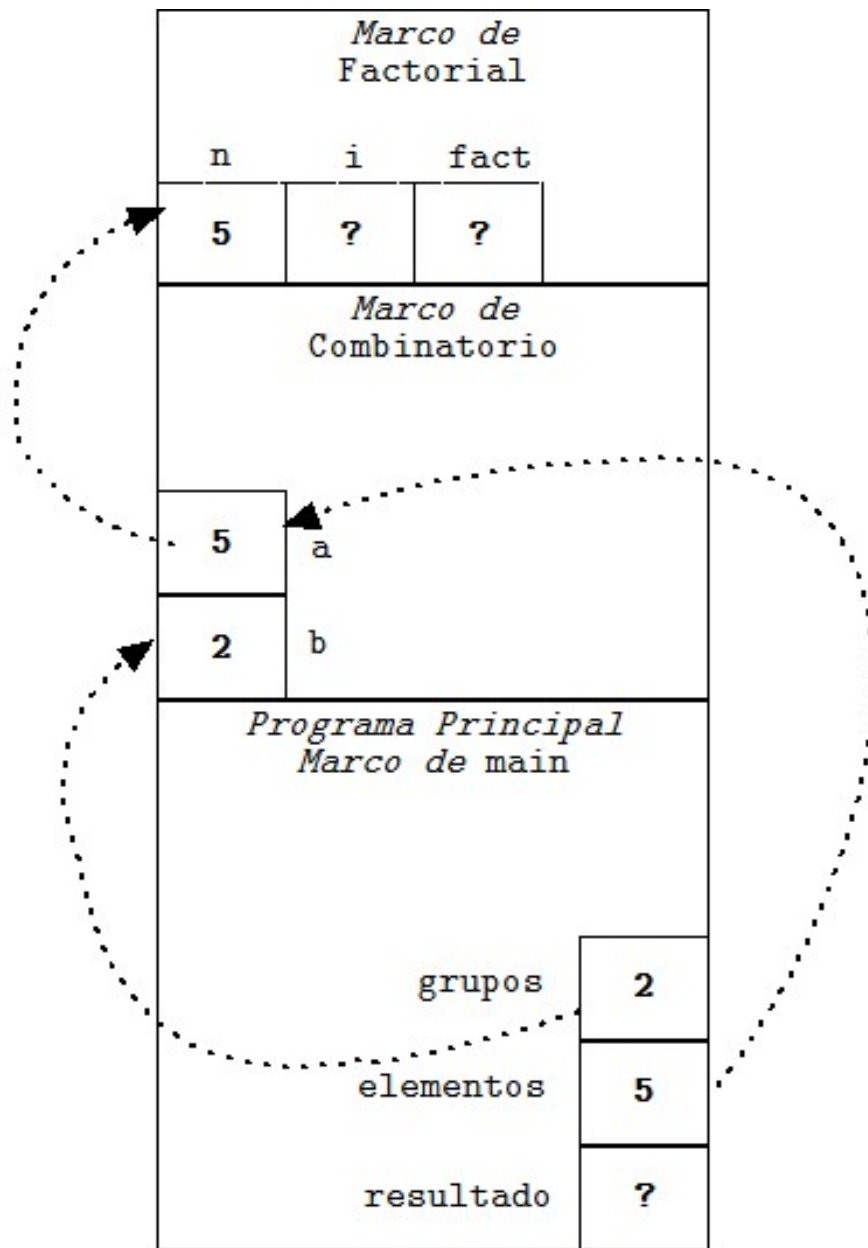 Marco de
Factorial
n i fact
5 ? ?
Marco de
Combinatorio
5 a
2 b
Programa Principal
Marco de main
grupos 2
elementos 5
resultado ?